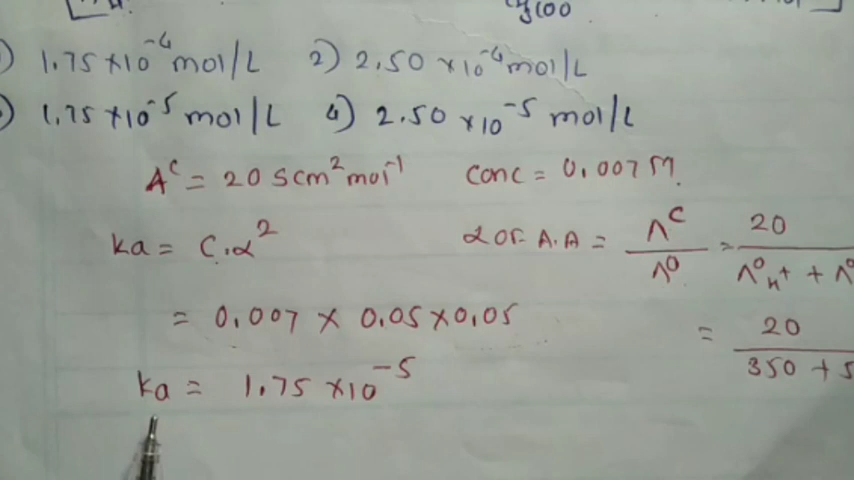 1.75 × 10⁻⁴ mol/L 2) 2.50 × 10⁻⁴ mol/L
1.75 × 10⁻⁵ mol/L 4) 2.50 × 10⁻⁵ mol/L
Λᶜ = 20 Scm² mol⁻¹ conc = 0.007 M.
ka = C.α² α of A.A = Λᶜ/Λ⁰ = 20/Λ⁰H⁺ + Λ⁰
= 0.007 × 0.05 × 0.05 = 20/350 + 5
ka = 1.75 × 10⁻⁵